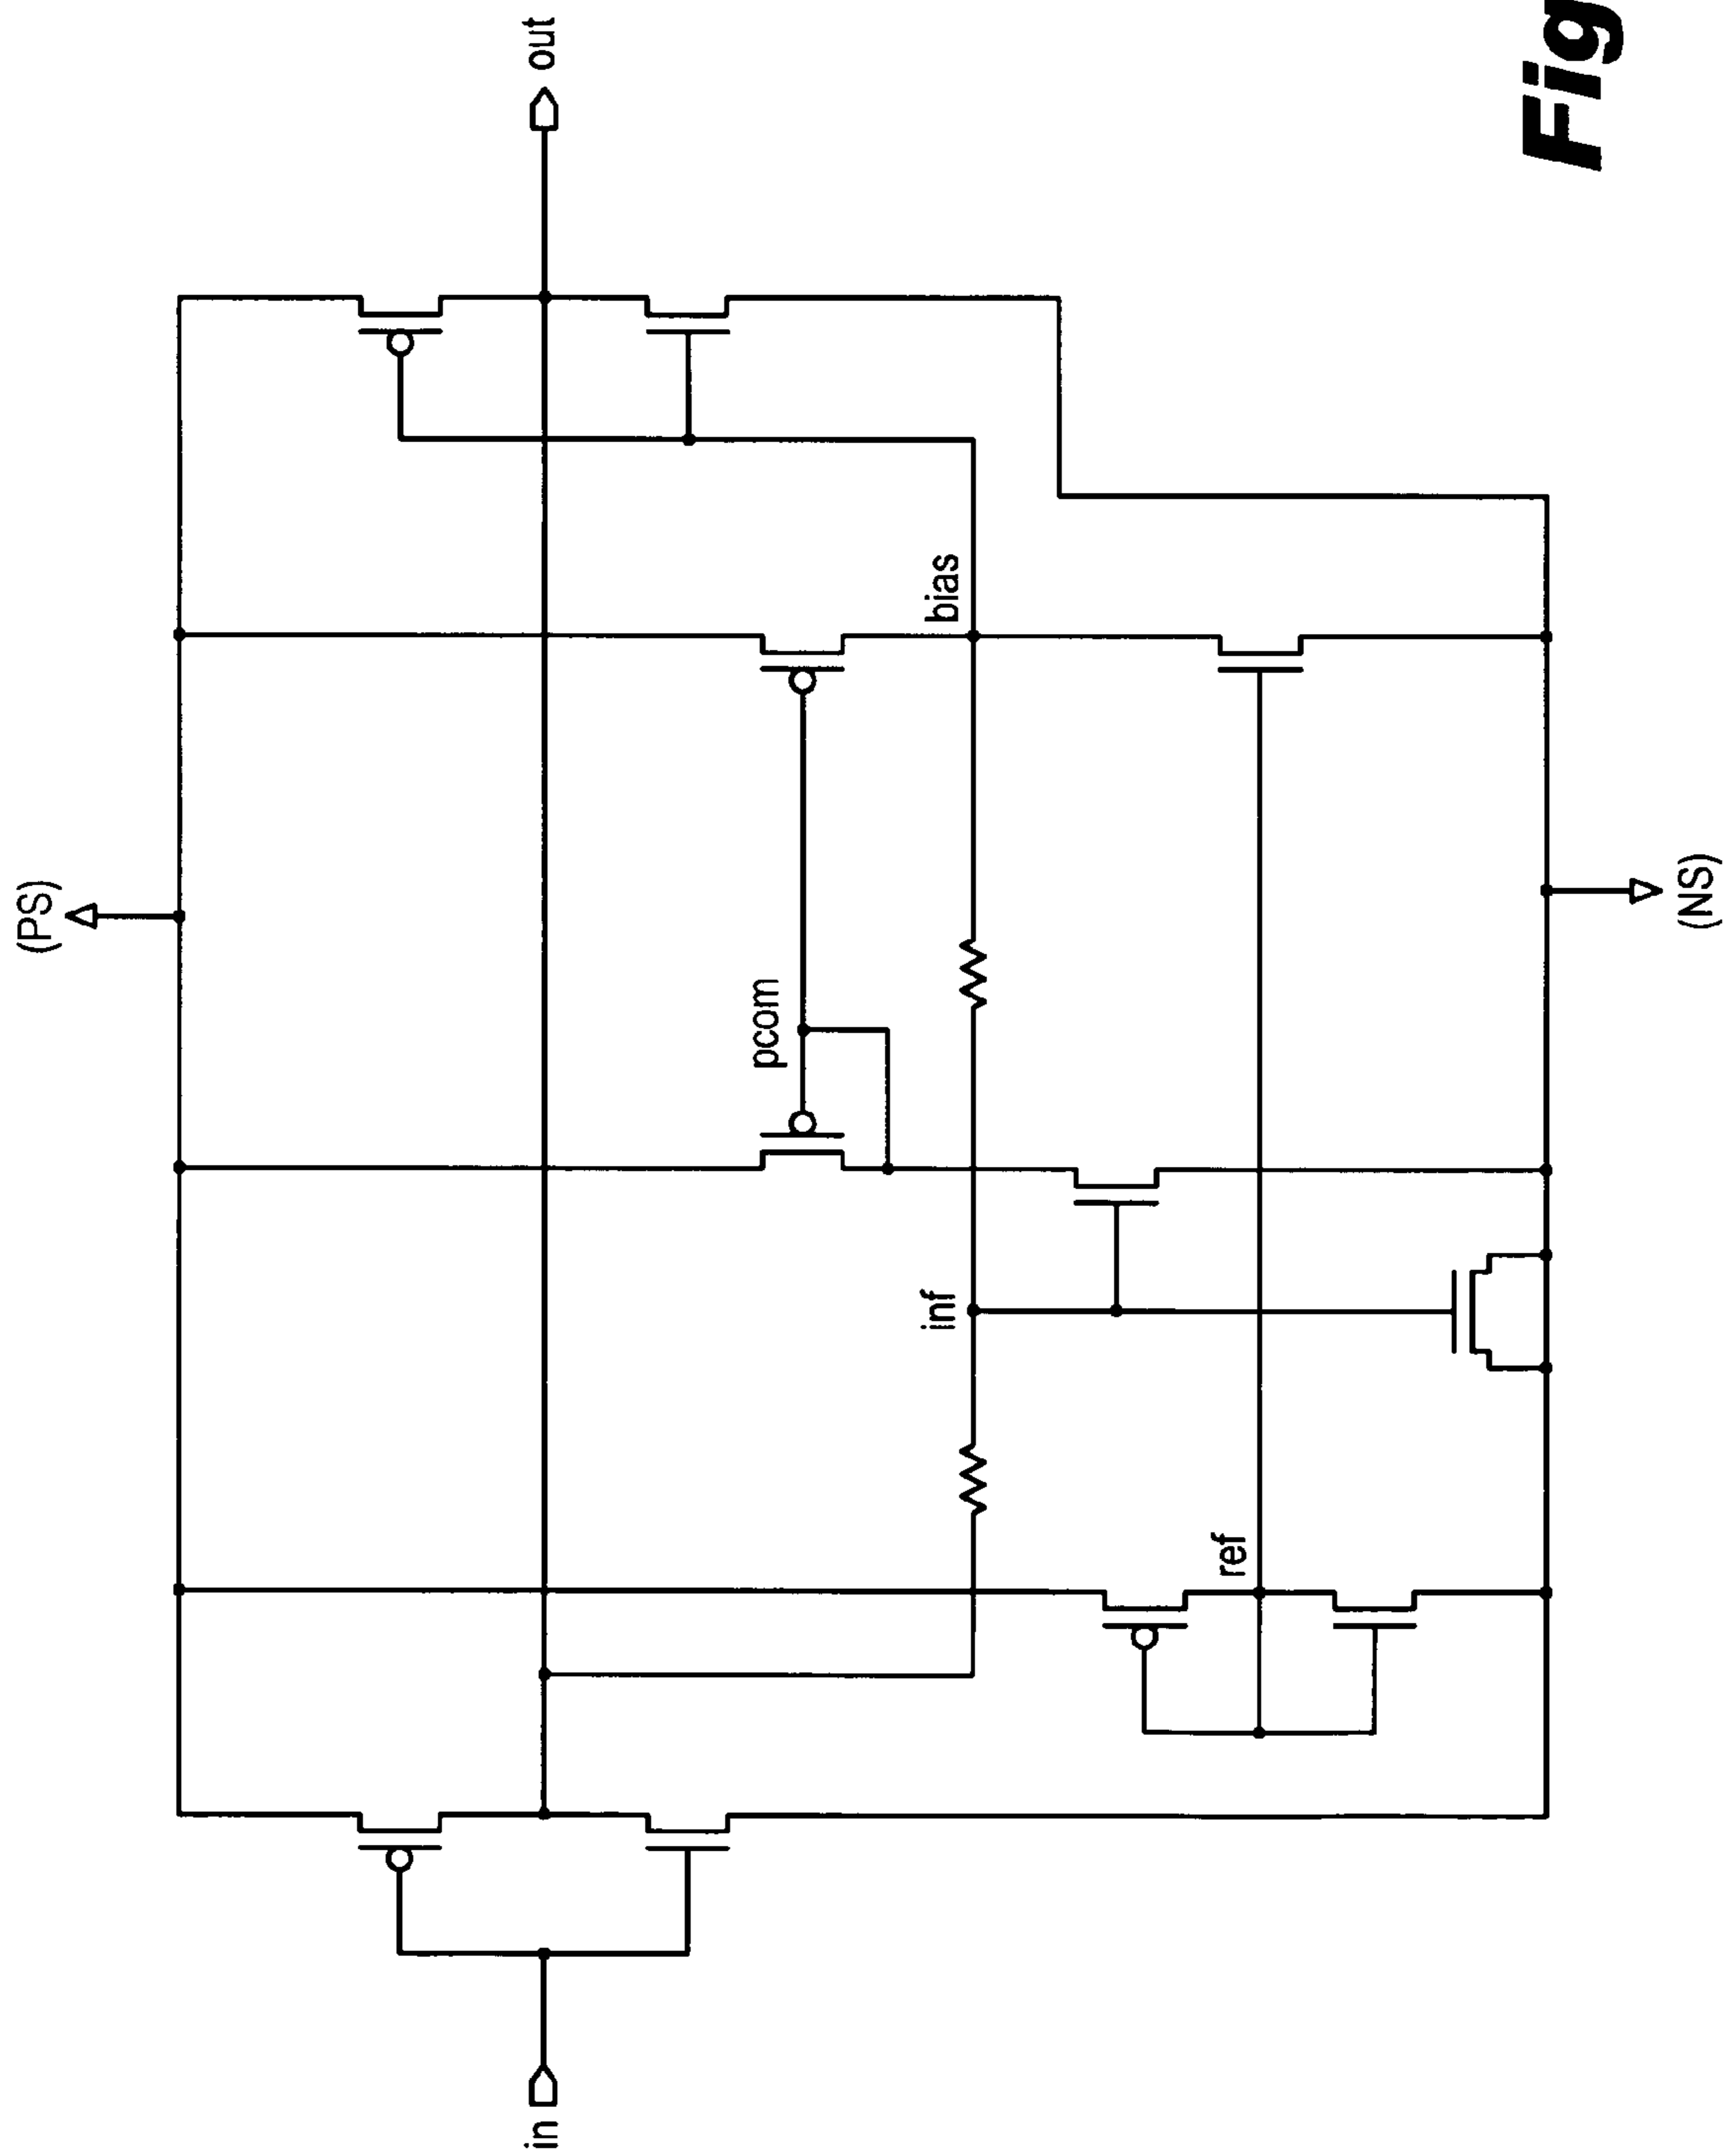 (PS)
in
out
pcom
bias
inf
ref
(NS)
Fig